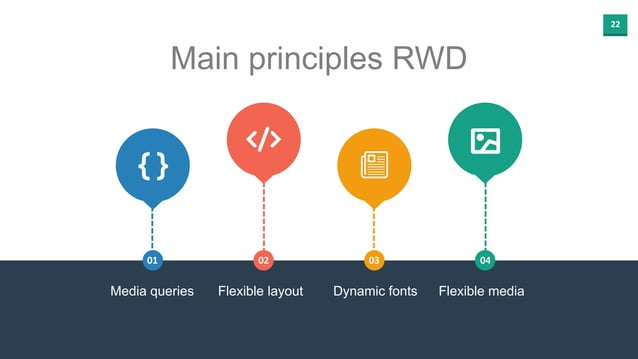 22
Main principles RWD
{ }
</>
01
02
03
04
Media queries
Flexible layout
Dynamic fonts
Flexible media